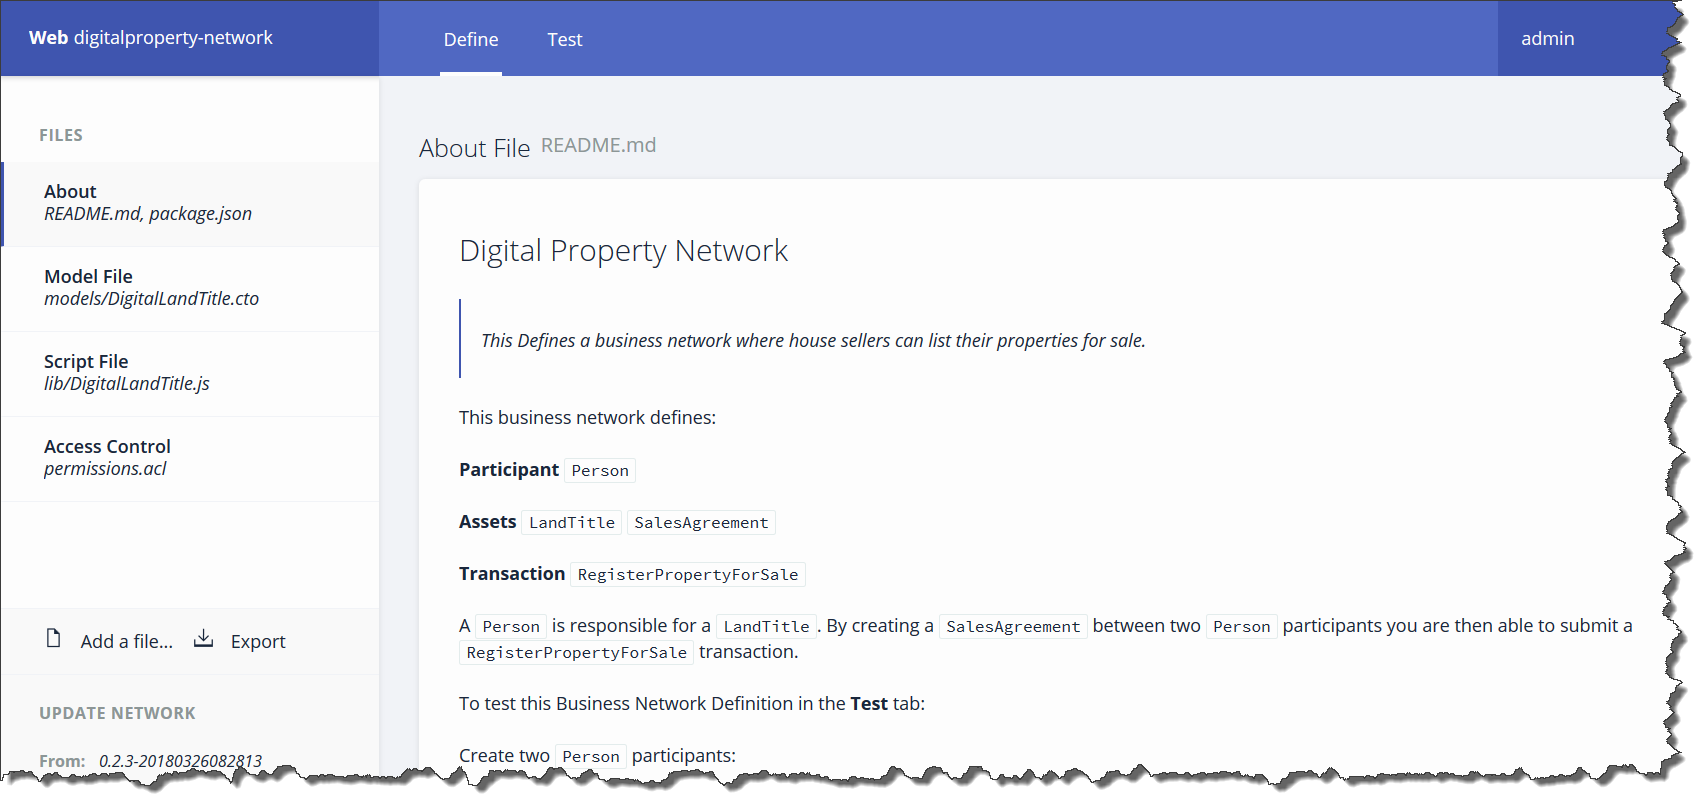 Web digitalproperty-network
Define
Test
admin
FILES
About
README.md, package.json
Model File
models/DigitalLandTitle.cto
Script File
lib/DigitalLandTitle.js
Access Control
permissions.acl
Add a file...
Export
UPDATE NETWORK
From: 0.2.3-20180326082813
About File README.md
Digital Property Network
This Defines a business network where house sellers can list their properties for sale.
This business network defines:
Participant Person
Assets LandTitle SalesAgreement
Transaction RegisterPropertyForSale
A Person is responsible for a LandTitle. By creating a SalesAgreement between two Person participants you are then able to submit a
RegisterPropertyForSale transaction.
To test this Business Network Definition in the Test tab:
Create two Person participants: